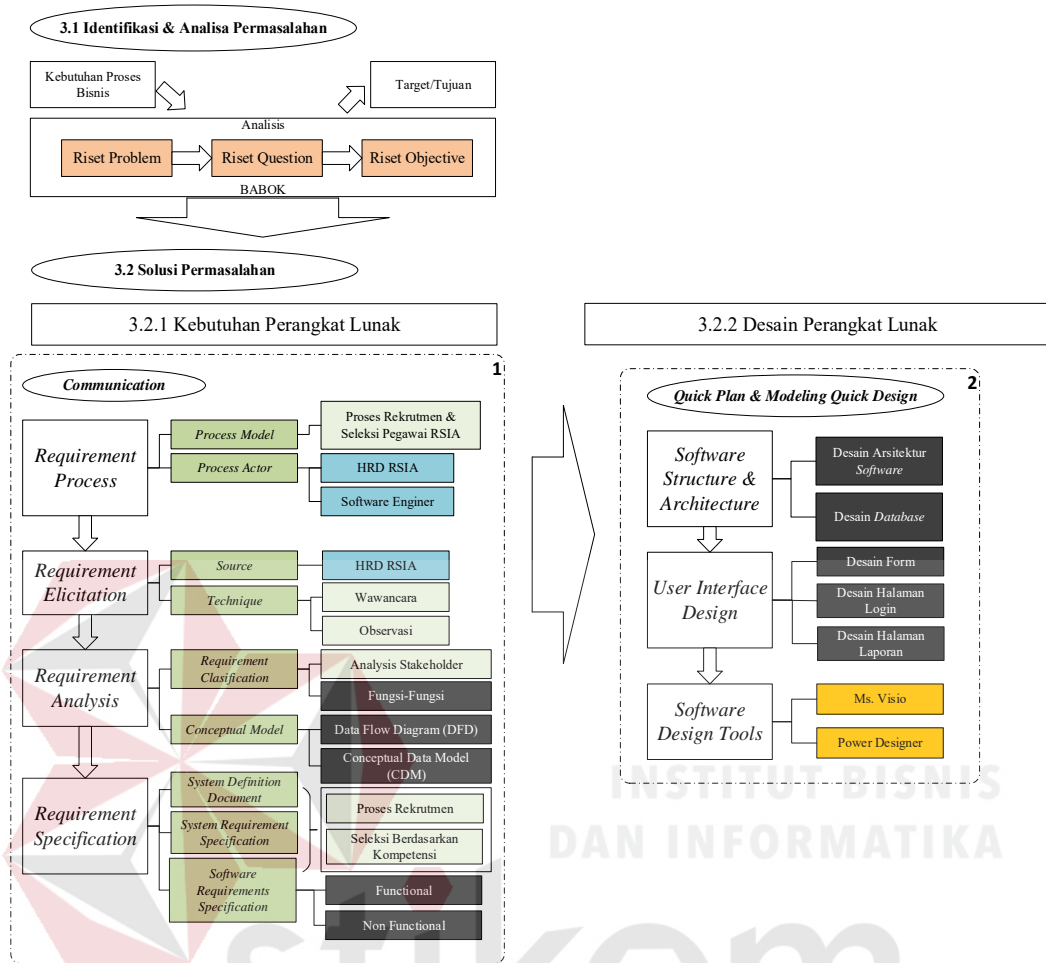 3.1 Identifikasi & Analisa Permasalahan
Kebutuhan Proses
Bisnis
Target/Tujuan
Analisis
Riset Problem
Riset Question
Riset Objective
BABOK
3.2 Solusi Permasalahan
3.2.1 Kebutuhan Perangkat Lunak
3.2.2 Desain Perangkat Lunak
1
Communication
Requirement
Process
Process Model
Proses Rekrutmen &
Seleksi Pegawai RSIA
Process Actor
HRD RSIA
Software Enginer
Requirement
Elicitation
Source
HRD RSIA
Technique
Wawancara
Observasi
Requirement
Analysis
Requirement
Clasification
Analysis Stakeholder
Fungsi-Fungsi
Conceptual Model
Data Flow Diagram (DFD)
Conceptual Data Model
(CDM)
Requirement
Specification
System Definition
Document
System Requirement
Specification
Proses Rekrutmen
Seleksi Berdasarkan
Kompetensi
Software
Requirements
Specification
Functional
Non Functional
2
Quick Plan & Modeling Quick Design
Software
Structure &
Architecture
Desain Arsitektur
Software
Desain Database
User Interface
Design
Desain Form
Desain Halaman
Login
Desain Halaman
Laporan
Software
Design Tools
Ms. Visio
Power Designer
INSTITUT BISNIS
DAN INFORMATIKA
stikom